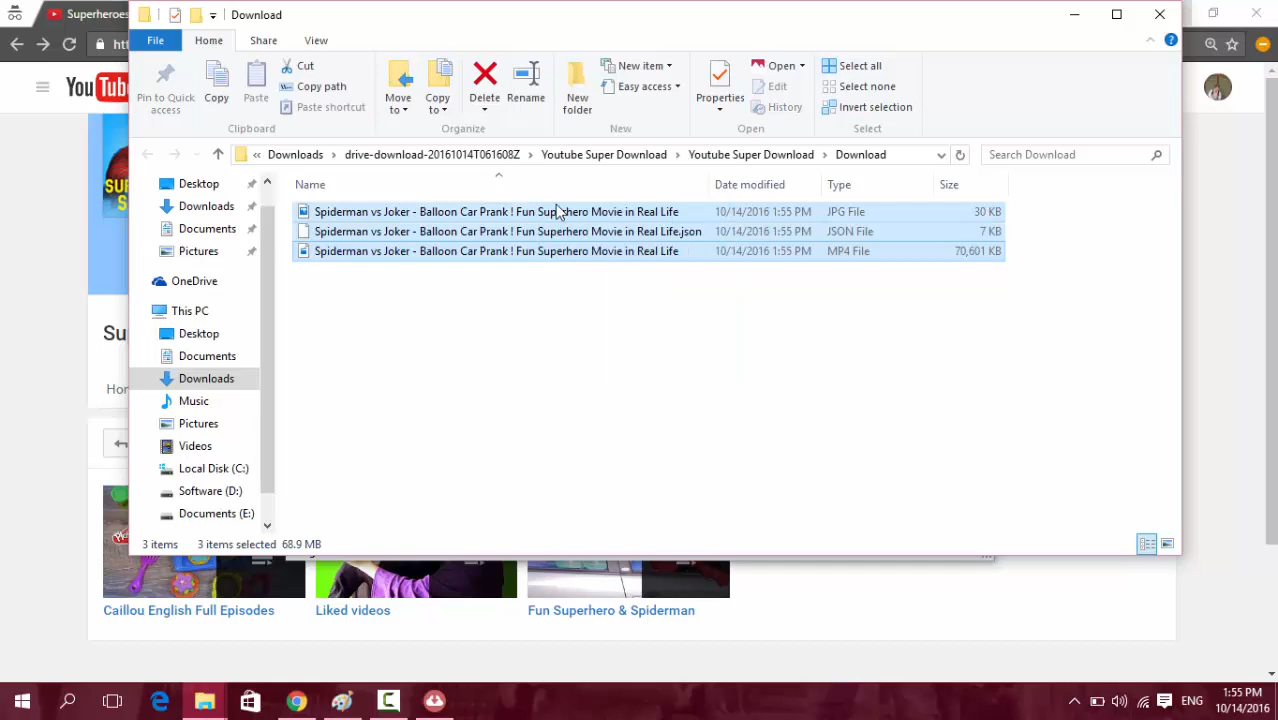 Superheroes
Download
File
Home
Share
View
Pin to Quick access
Copy
Paste
Cut
Copy path
Paste shortcut
Clipboard
Move to
Copy to
Delete
Rename
Organize
New folder
New item
Easy access
New
Properties
Open
Edit
History
Open
Select all
Select none
Invert selection
Select
htt
You Tube
« Downloads > drive-download-20161014T061608Z > Youtube Super Download > Youtube Super Download > Download
Search Download
Name Date modified Type Size
Spiderman vs Joker - Balloon Car Prank ! Fun Superhero Movie in Real Life 10/14/2016 1:55 PM JPG File 30 KB
Spiderman vs Joker - Balloon Car Prank ! Fun Superhero Movie in Real Life.json 10/14/2016 1:55 PM JSON File 7 KB
Spiderman vs Joker - Balloon Car Prank ! Fun Superhero Movie in Real Life 10/14/2016 1:55 PM MP4 File 70,601 KB
Desktop
Downloads
Documents
Pictures
OneDrive
This PC
Desktop
Documents
Downloads
Music
Pictures
Videos
Local Disk (C:)
Software (D:)
Documents (E:)
3 items 3 items selected 68.9 MB
Su
Hor
Caillou English Full Episodes
Liked videos
Fun Superhero & Spiderman
ENG
1:55 PM
10/14/2016